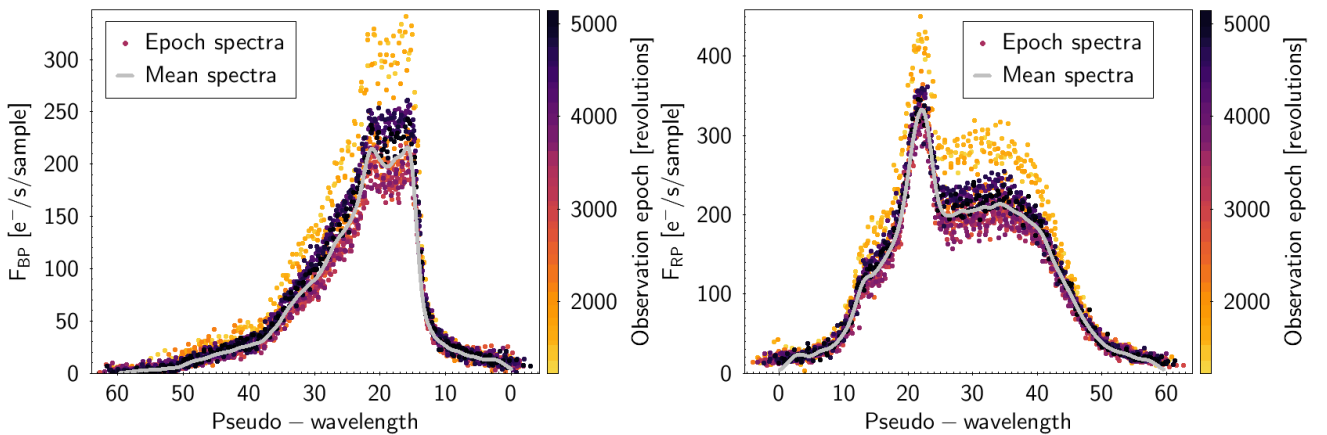 Epoch spectra
Mean spectra
F_BP [e⁻/s/sample]
350
300
250
200
150
100
50
0
60 50 40 30 20 10 0
Pseudo − wavelength
5000
4000
3000
2000
Observation epoch [revolutions]
Epoch spectra
Mean spectra
F_RP [e⁻/s/sample]
400
300
200
100
0
0 10 20 30 40 50 60
Pseudo − wavelength
5000
4000
3000
2000
Observation epoch [revolutions]